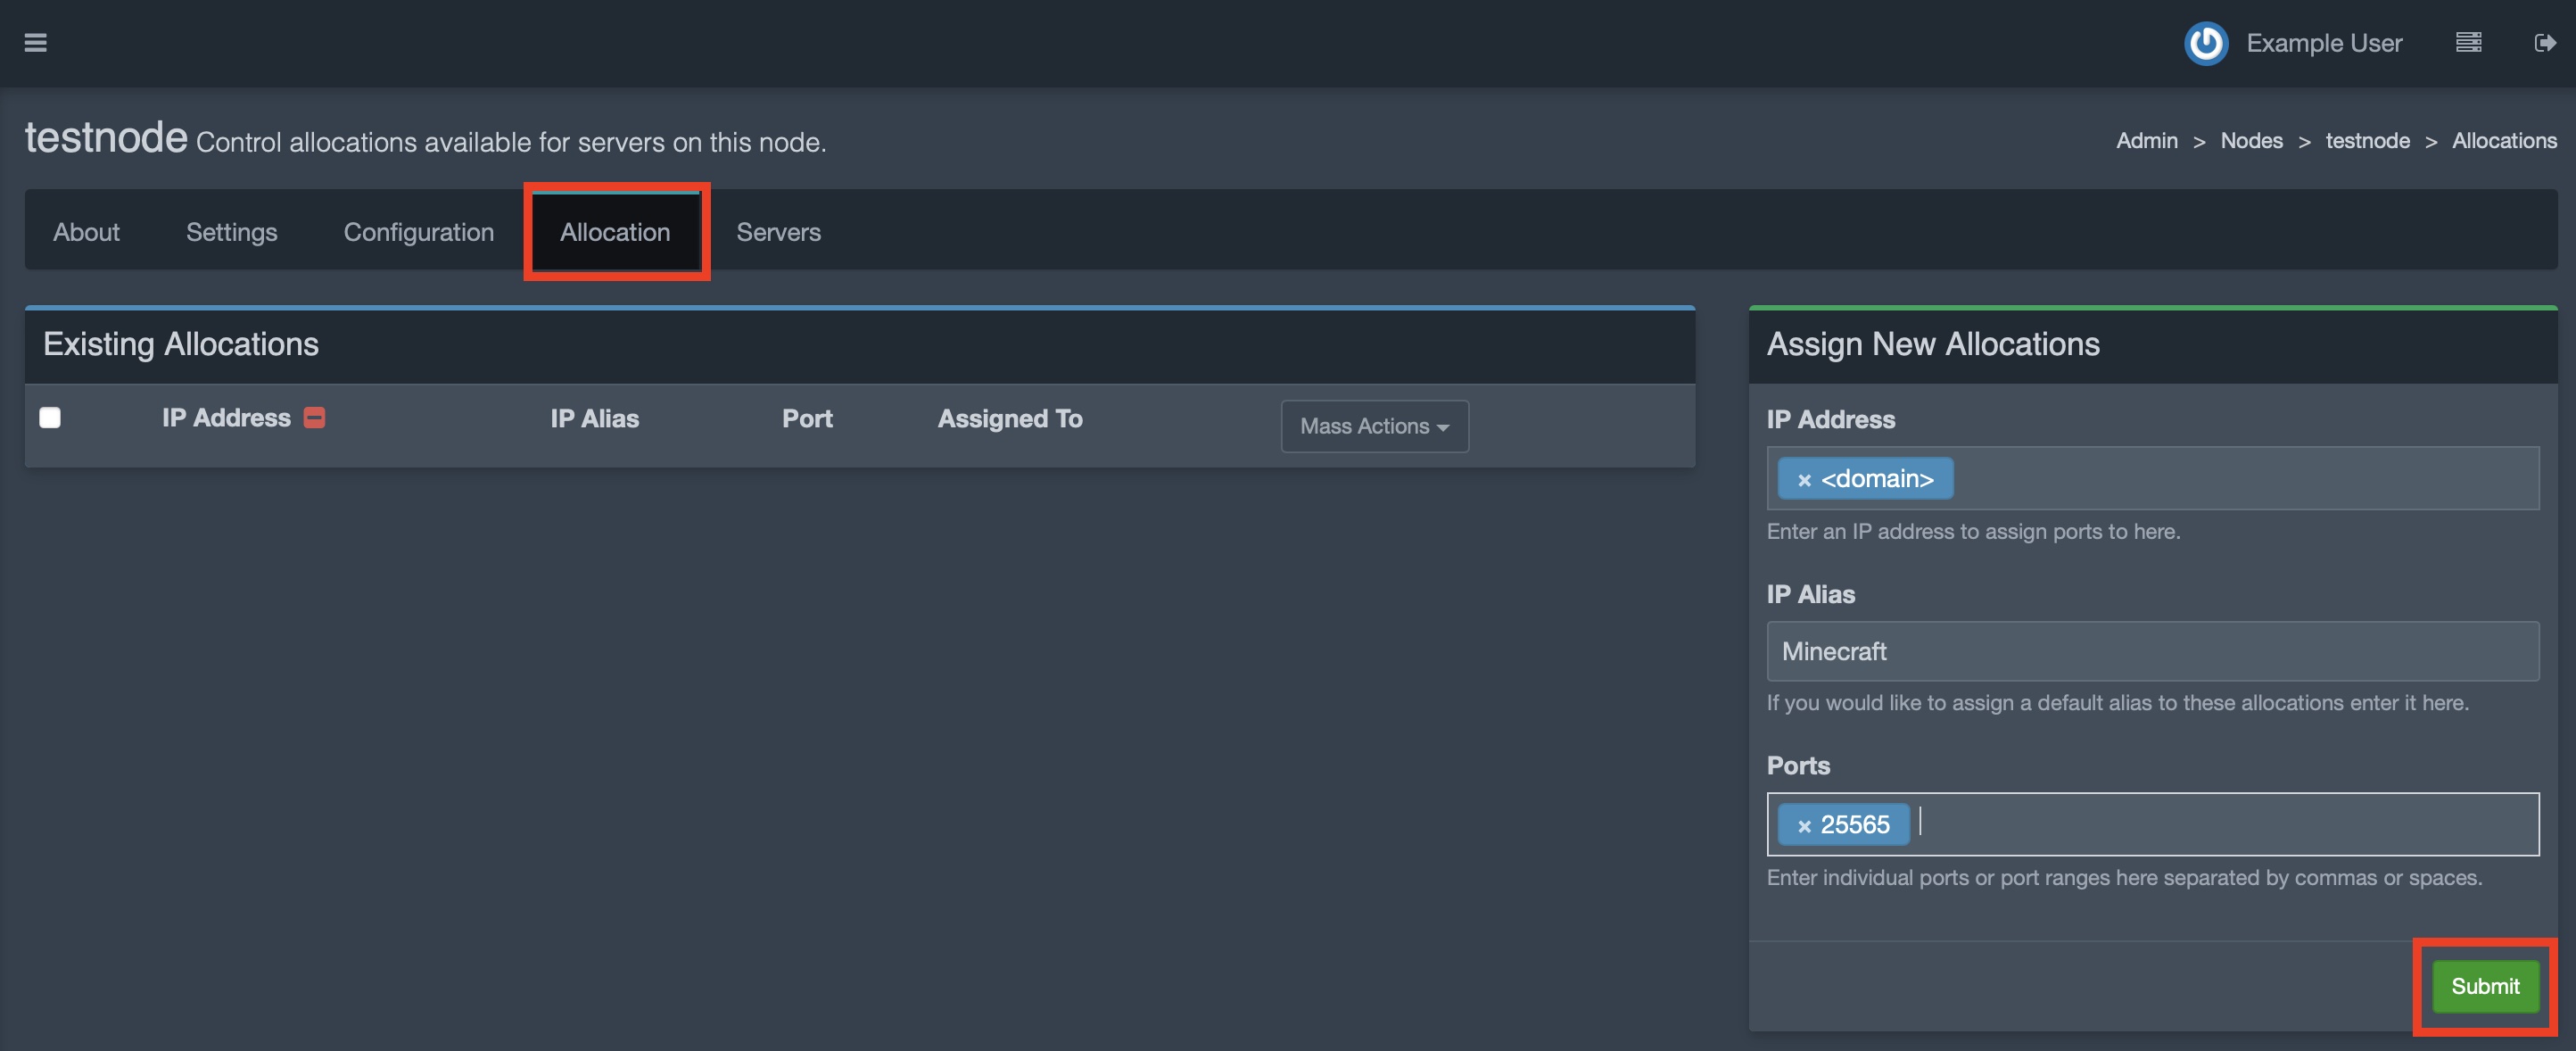 Example User
testnode Control allocations available for servers on this node.
Admin > Nodes > testnode > Allocations
About Settings Configuration Allocation Servers
Existing Allocations
IP Address IP Alias Port Assigned To Mass Actions
Assign New Allocations
IP Address
× <domain>
Enter an IP address to assign ports to here.
IP Alias
Minecraft
If you would like to assign a default alias to these allocations enter it here.
Ports
× 25565
Enter individual ports or port ranges here separated by commas or spaces.
Submit